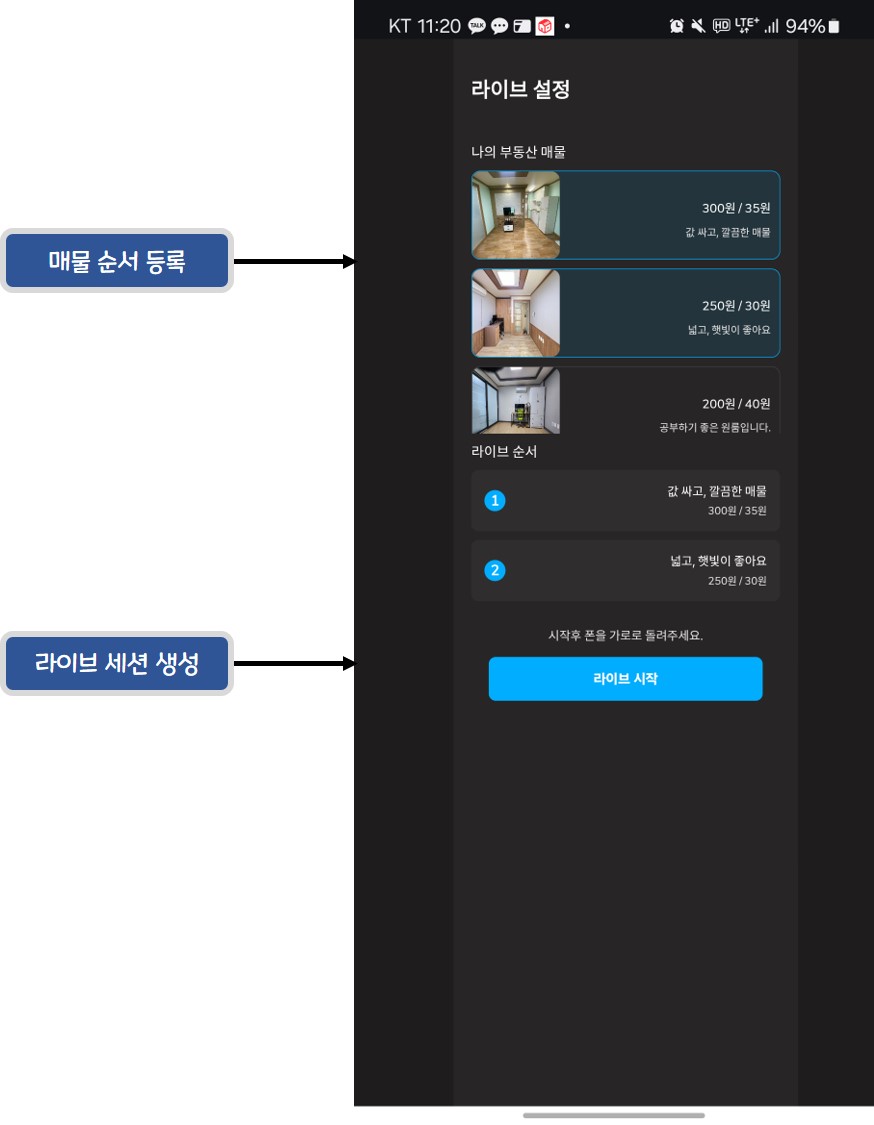 KT 11:20 TALK HD LTE+ 94%
라이브 설정
나의 부동산 매물
300원 / 35원
값 싸고, 깔끔한 매물
매물 순서 등록
250원 / 30원
넓고, 햇빛이 좋아요
200원 / 40원
공부하기 좋은 원룸입니다.
라이브 순서
1
값 싸고, 깔끔한 매물
300원 / 35원
2
넓고, 햇빛이 좋아요
250원 / 30원
시작후 폰을 가로로 돌려주세요.
라이브 세션 생성
라이브 시작